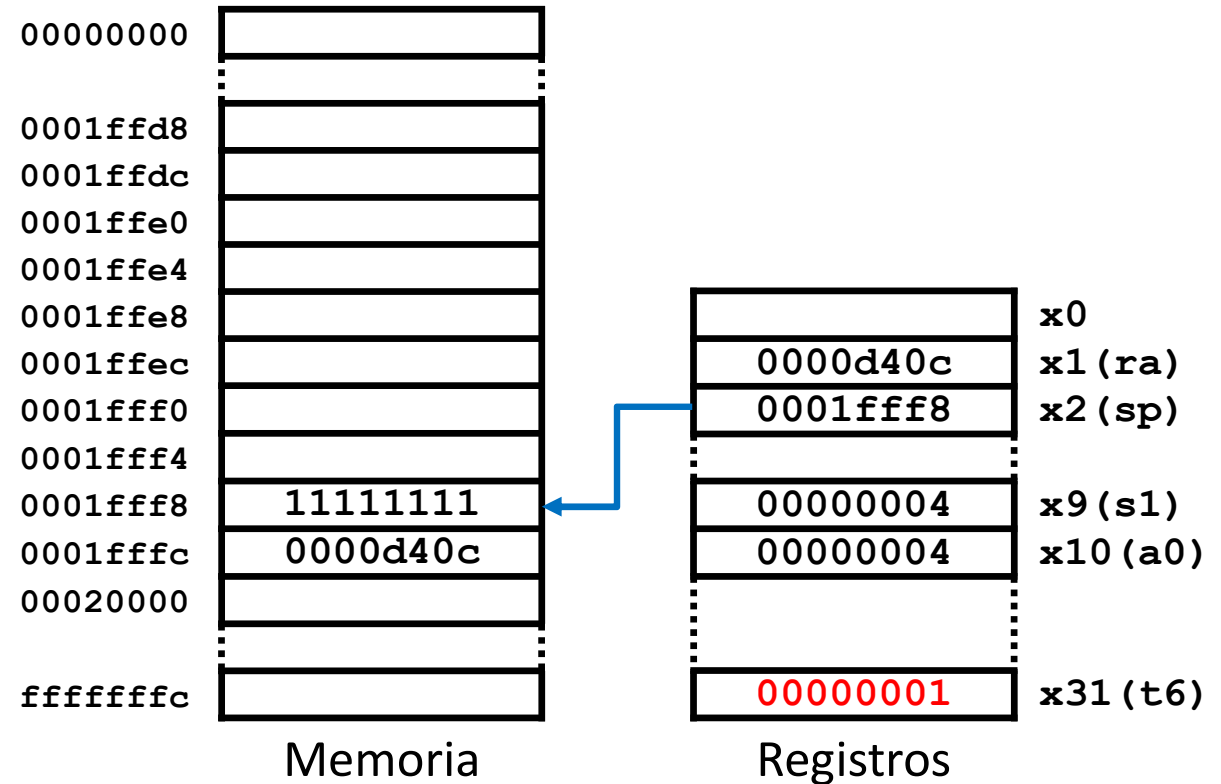 00000000
0001ffd8
0001ffdc
0001ffe0
0001ffe4
0001ffe8 x0
0001ffec 0000d40c x1(ra)
0001fff0 0001fff8 x2(sp)
0001fff4
0001fff8 11111111 00000004 x9(s1)
0001fffc 0000d40c 00000004 x10(a0)
00020000
fffffffc 00000001 x31(t6)
Memoria Registros